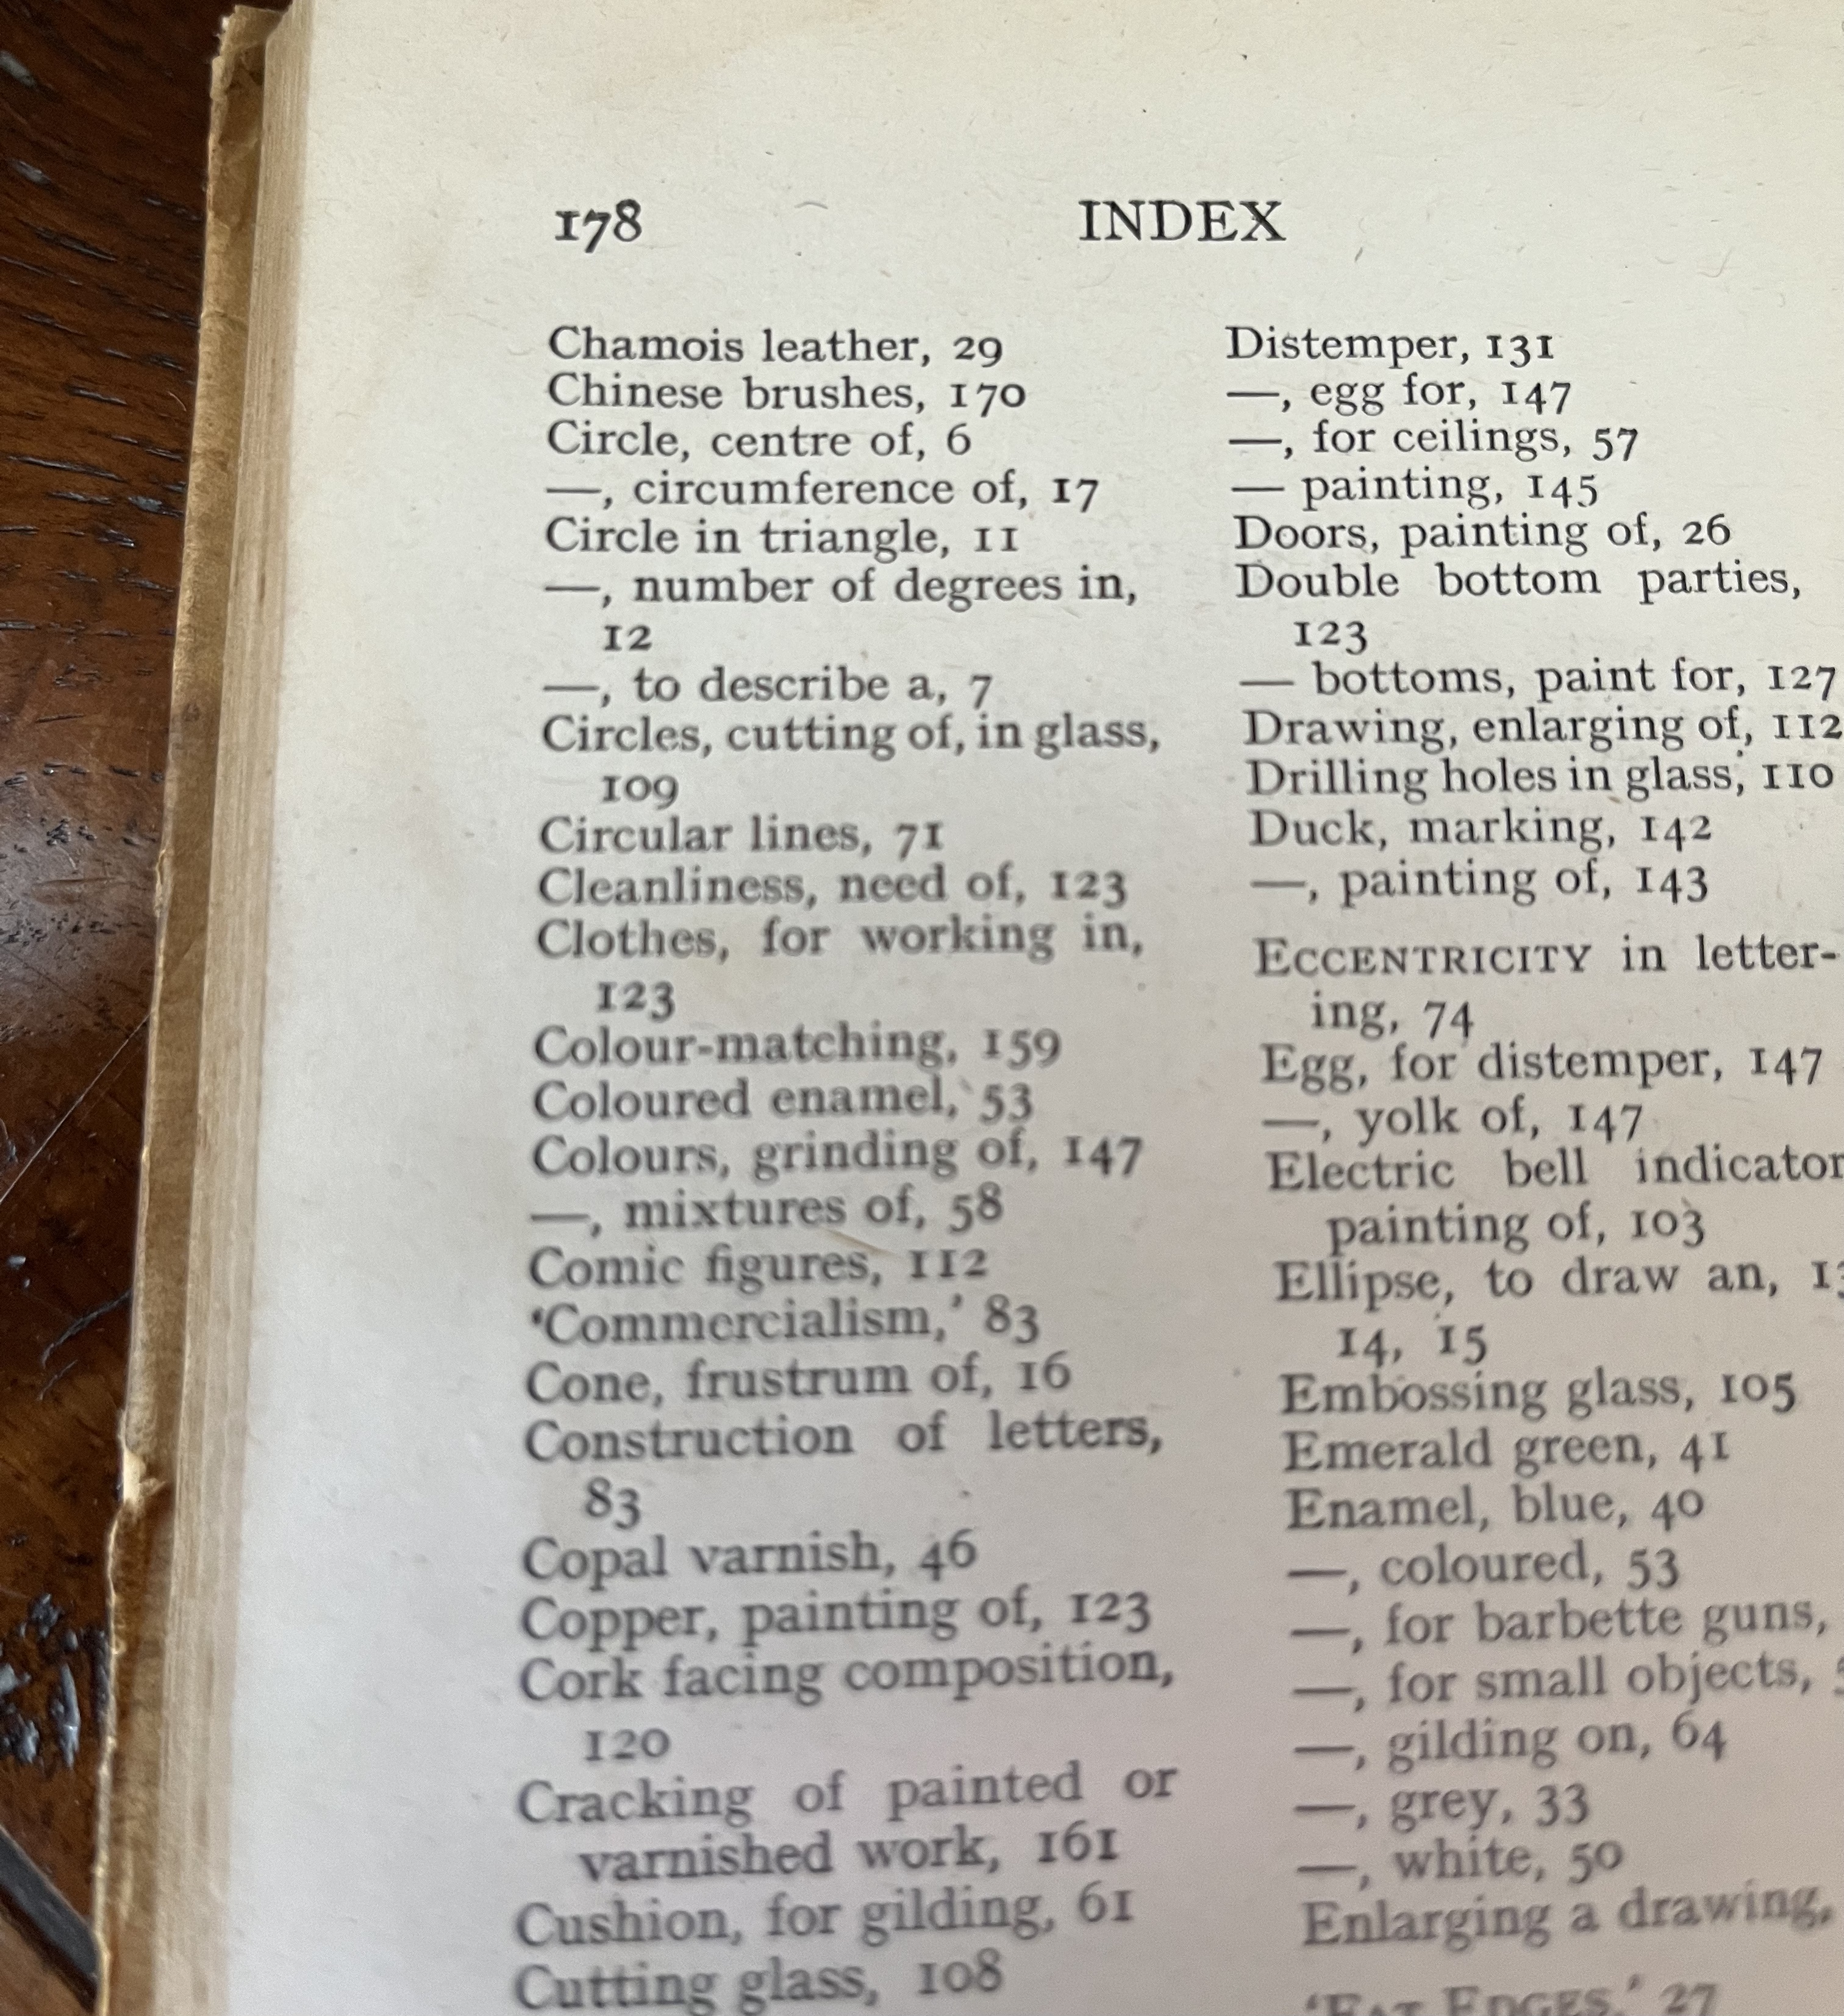 178
INDEX
Chamois leather, 29
Chinese brushes, 170
Circle, centre of, 6
—, circumference of, 17
Circle in triangle, 11
—, number of degrees in,
12
—, to describe a, 7
Circles, cutting of, in glass,
109
Circular lines, 71
Cleanliness, need of, 123
Clothes, for working in,
123
Colour-matching, 159
Coloured enamel, 53
Colours, grinding of, 147
—, mixtures of, 58
Comic figures, 112
'Commercialism,' 83
Cone, frustrum of, 16
Construction of letters,
83
Copal varnish, 46
Copper, painting of, 123
Cork facing composition,
120
Cracking of painted or
varnished work, 161
Cushion, for gilding, 61
Cutting glass, 108
Distemper, 131
—, egg for, 147
—, for ceilings, 57
— painting, 145
Doors, painting of, 26
Double bottom parties,
123
— bottoms, paint for, 127
Drawing, enlarging of, 112
Drilling holes in glass, 110
Duck, marking, 142
—, painting of, 143
ECCENTRICITY in letter-
ing, 74
Egg, for distemper, 147
—, yolk of, 147
Electric bell indicator
painting of, 103
Ellipse, to draw an,
14, 15
Embossing glass, 105
Emerald green, 41
Enamel, blue, 40
—, coloured, 53
—, for barbette guns,
—, for small objects,
—, gilding on, 64
—, grey, 33
—, white, 50
Enlarging a drawing,
'FAT EDGES,' 27